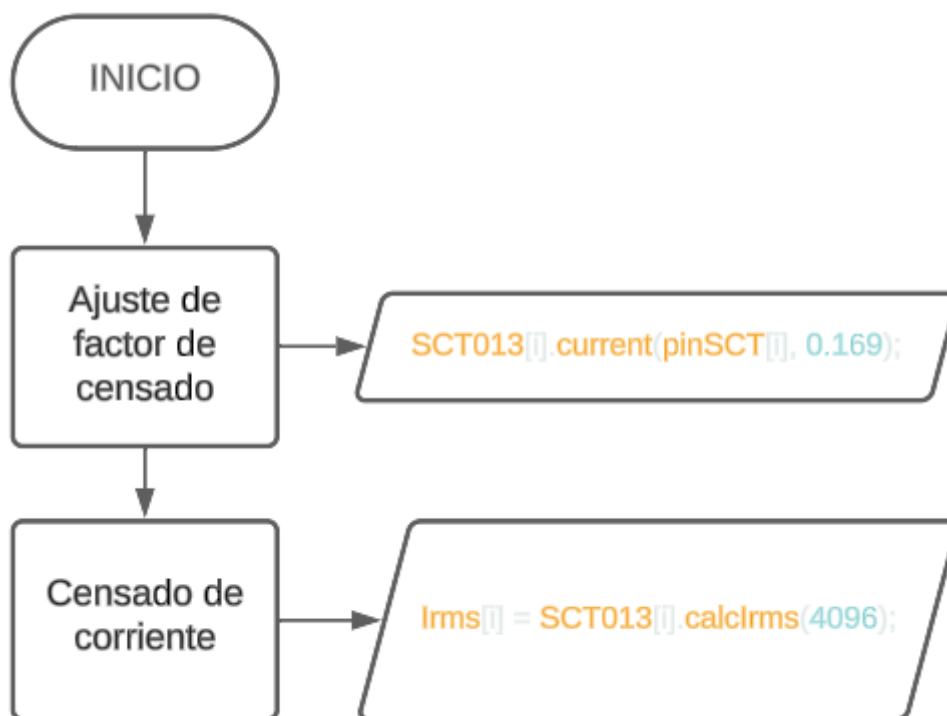 INICIO
Ajuste de
factor de
censado
SCT013[i].current(pinSCT[i], 0.169);
Censado de
corriente
Irms[i] = SCT013[i].calcIrms(4096);